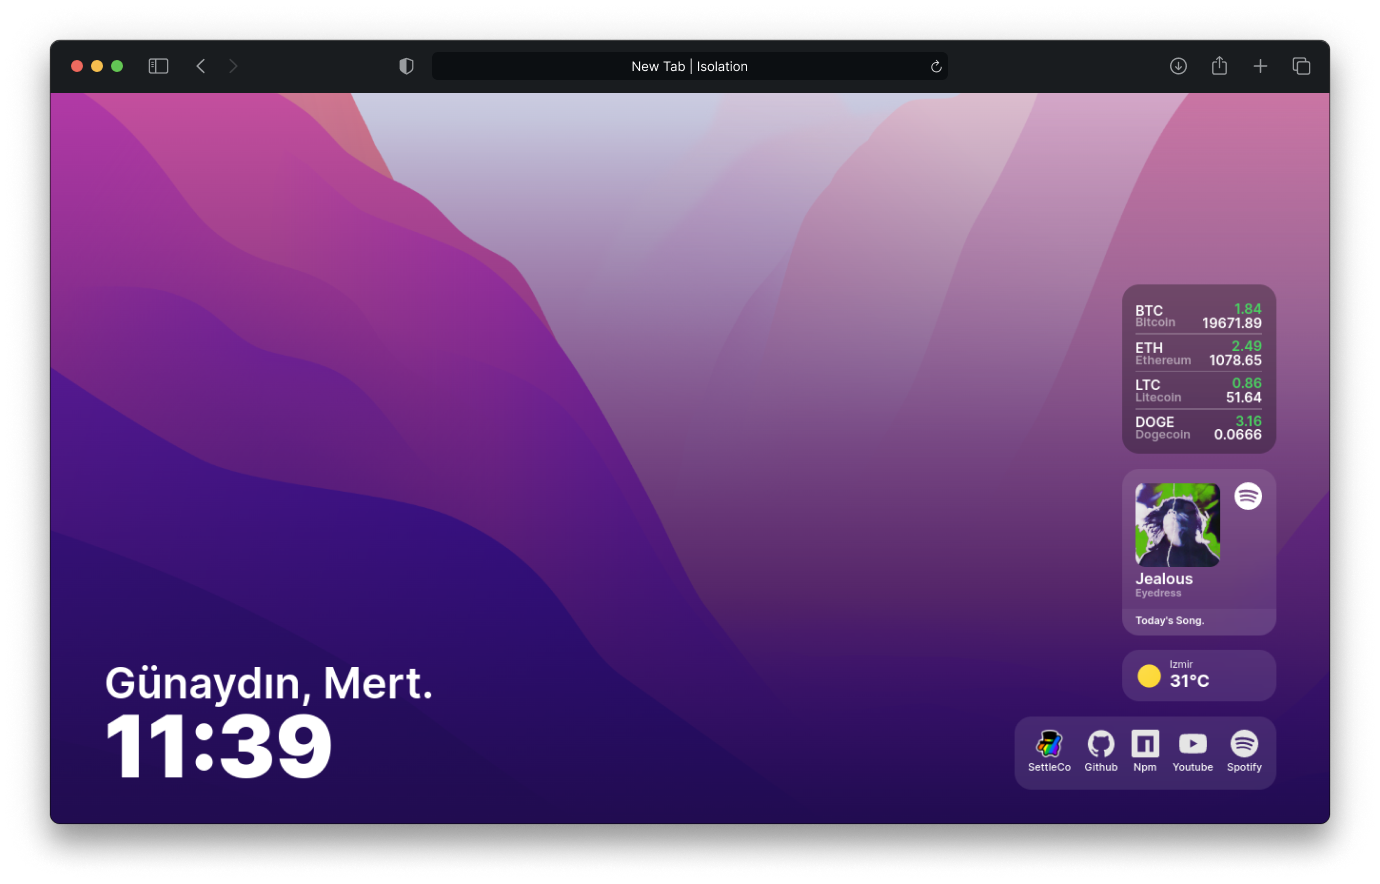 New Tab | Isolation
BTC 1.84
Bitcoin 19671.89
ETH 2.49
Ethereum 1078.65
LTC 0.86
Litecoin 51.64
DOGE 3.16
Dogecoin 0.0666
Jealous
Eyedress
Today's Song.
Izmir
31°C
Günaydın, Mert.
11:39
SettleCo Github Npm Youtube Spotify